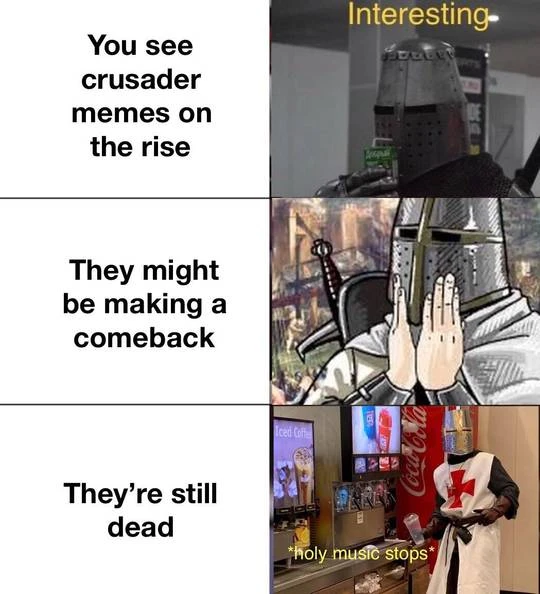 Interesting
You see
crusader
memes on
the rise
They might
be making a
comeback
Iced Coffee
Coca-Cola
They're still
dead
*holy music stops*